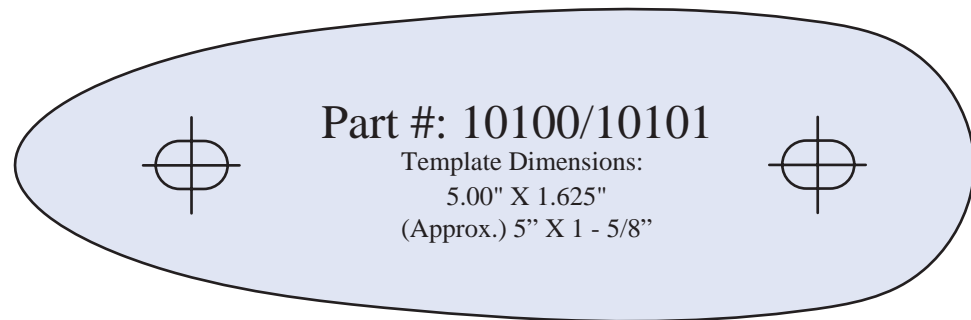 Part #: 10100/10101
Template Dimensions:
5.00" X 1.625"
(Approx.) 5” X 1 - 5/8”